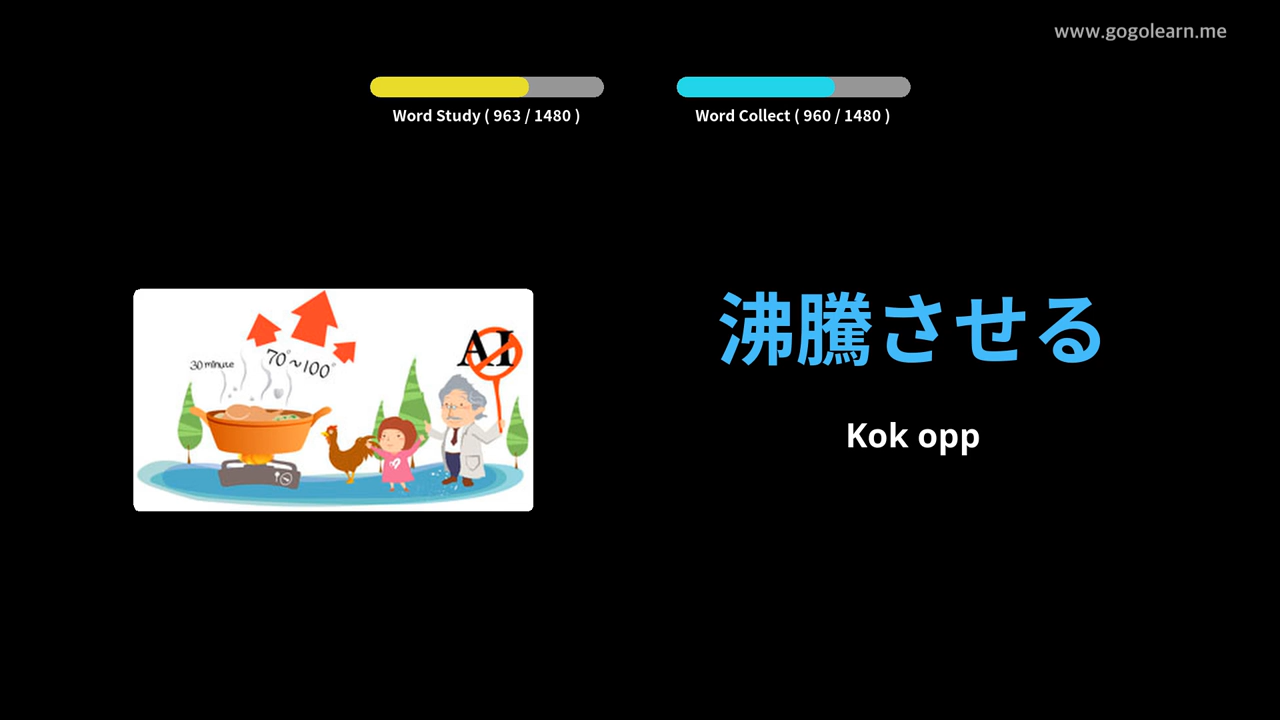 www.gogolearn.me
Word Study ( 963 / 1480 )
Word Collect ( 960 / 1480 )
30 minute
70°~100°
AI
沸騰させる
Kok opp